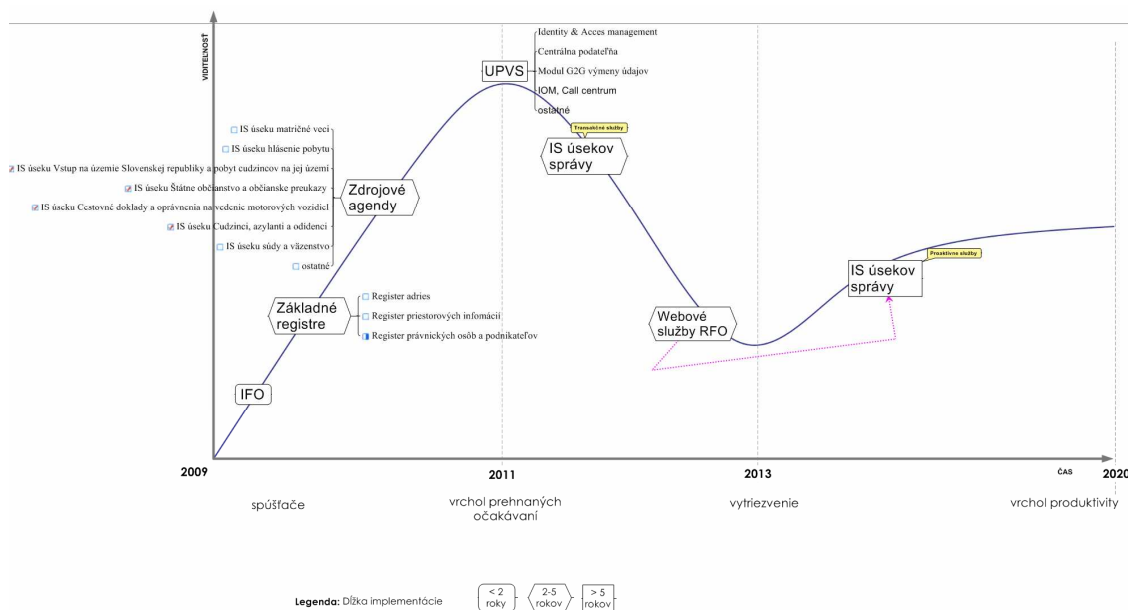 VIDITEĽNOSŤ
UPVS
Identity & Acces management
Centrálna podateľňa
Modul G2G výmeny údajov
IOM, Call centrum
ostatné
Transakčné služby
IS úsekov
správy
IS úseku matričné veci
IS úseku hlásenie pobytu
IS úseku Vstup na územie Slovenskej republiky a pobyt cudzincov na jej území
IS úseku Štátne občianstvo a občianske preukazy
IS úseku Cestovné doklady a oprávnenia na vedenie motorových vozidiel
IS úseku Cudzinci, azylanti a odídenci
IS úseku súdy a väzenstvo
ostatné
Zdrojové
agendy
Proaktívne služby
IS úsekov
správy
Základné
registre
Register adries
Register priestorových infomácií
Register právnických osôb a podnikateľov
Webové
služby RFO
IFO
2009
2011
2013
ČAS
2020
spúšťače
vrchol prehnaných
očakávaní
vytriezvenie
vrchol produktivity
Legenda: Dĺžka implementácie
< 2
roky
2-5
rokov
> 5
rokov